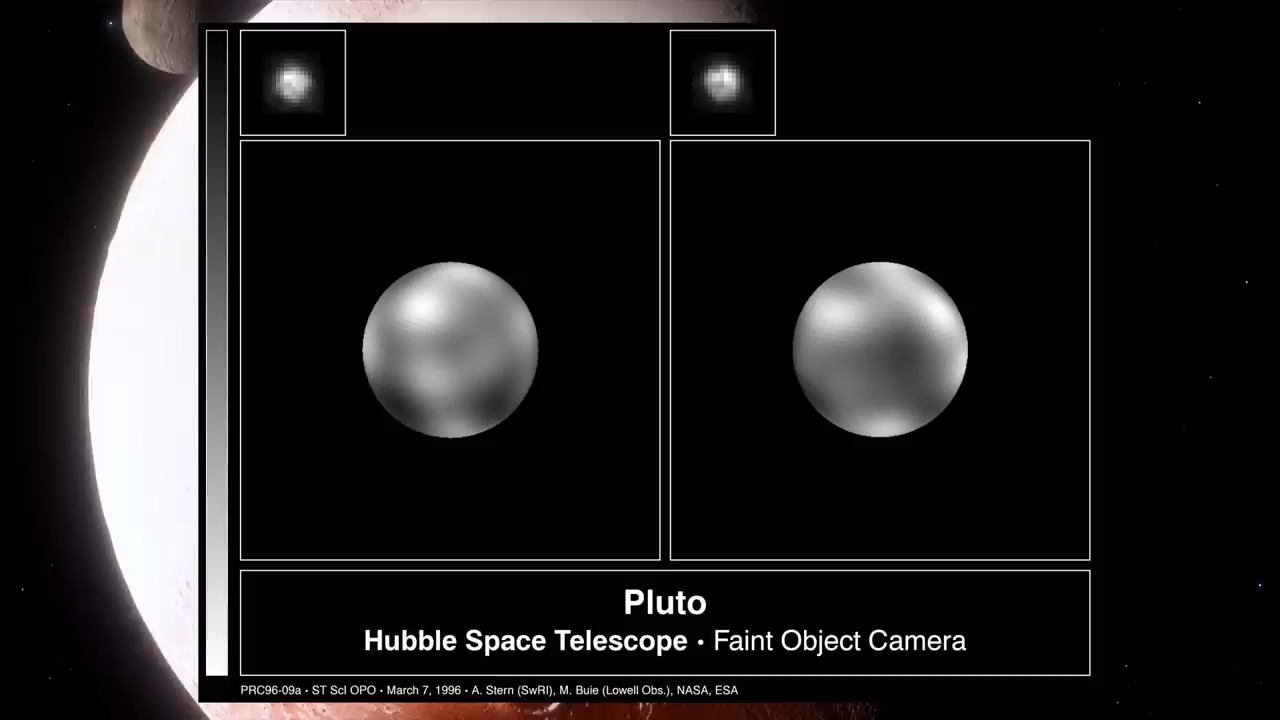 Pluto
Hubble Space Telescope • Faint Object Camera
PRC96-09a • ST ScI OPO • March 7, 1996 • A. Stern (SwRI), M. Buie (Lowell Obs.), NASA, ESA